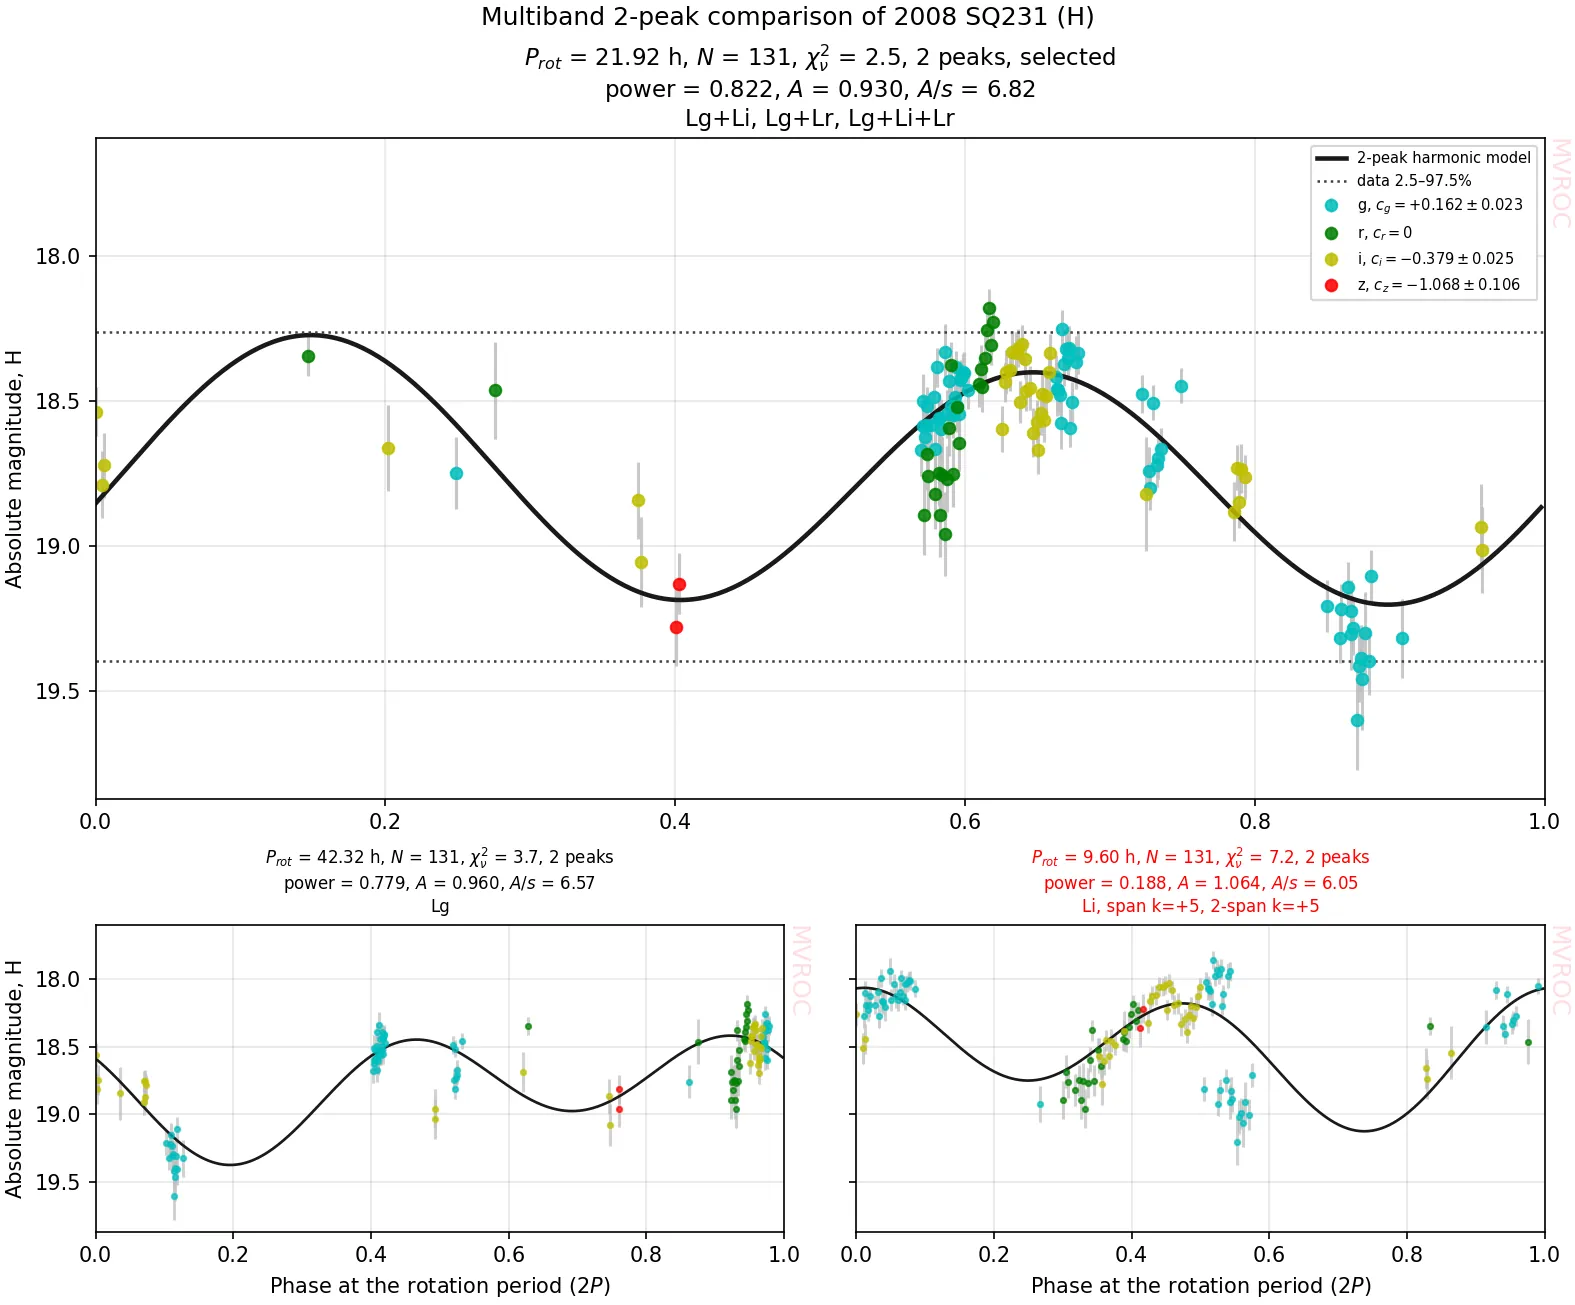 Multiband 2-peak comparison of 2008 SQ231 (H)
P_rot = 21.92 h, N = 131, χ²_ν = 2.5, 2 peaks, selected
power = 0.822, A = 0.930, A/s = 6.82
Lg+Li, Lg+Lr, Lg+Li+Lr
2-peak harmonic model
data 2.5–97.5%
g, c_g = +0.162 ± 0.023
r, c_r = 0
i, c_i = −0.379 ± 0.025
z, c_z = −1.068 ± 0.106
MVROC
Absolute magnitude, H
18.0
18.5
19.0
19.5
0.0 0.2 0.4 0.6 0.8 1.0
P_rot = 42.32 h, N = 131, χ²_ν = 3.7, 2 peaks
power = 0.779, A = 0.960, A/s = 6.57
Lg
MVROC
Absolute magnitude, H
18.0
18.5
19.0
19.5
0.0 0.2 0.4 0.6 0.8 1.0
Phase at the rotation period (2P)
P_rot = 9.60 h, N = 131, χ²_ν = 7.2, 2 peaks
power = 0.188, A = 1.064, A/s = 6.05
Li, span k=+5, 2-span k=+5
MVROC
0.0 0.2 0.4 0.6 0.8 1.0
Phase at the rotation period (2P)